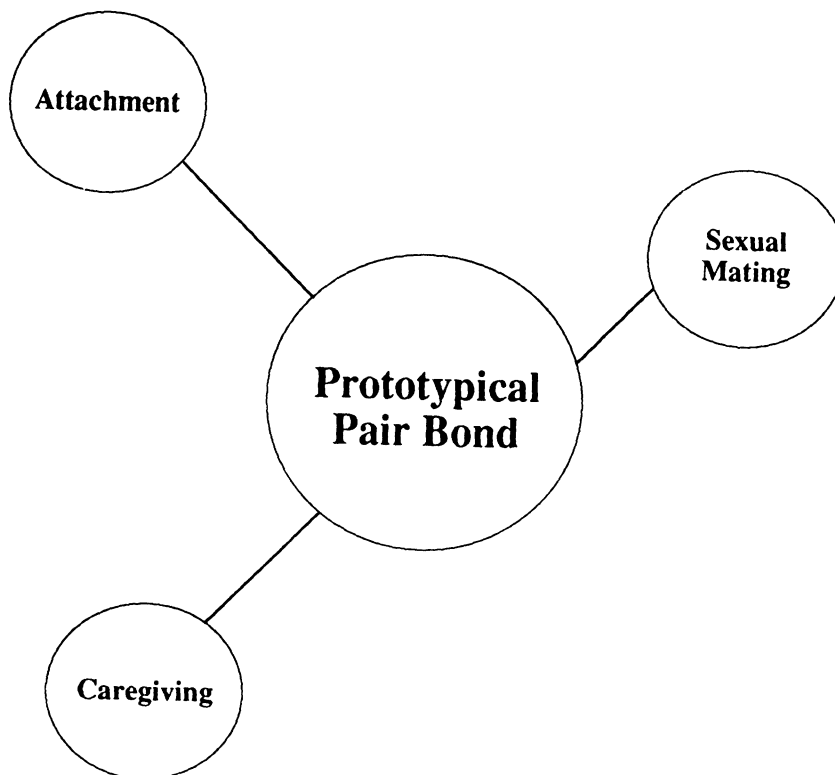 Attachment
Sexual
Mating
Prototypical
Pair Bond
Caregiving